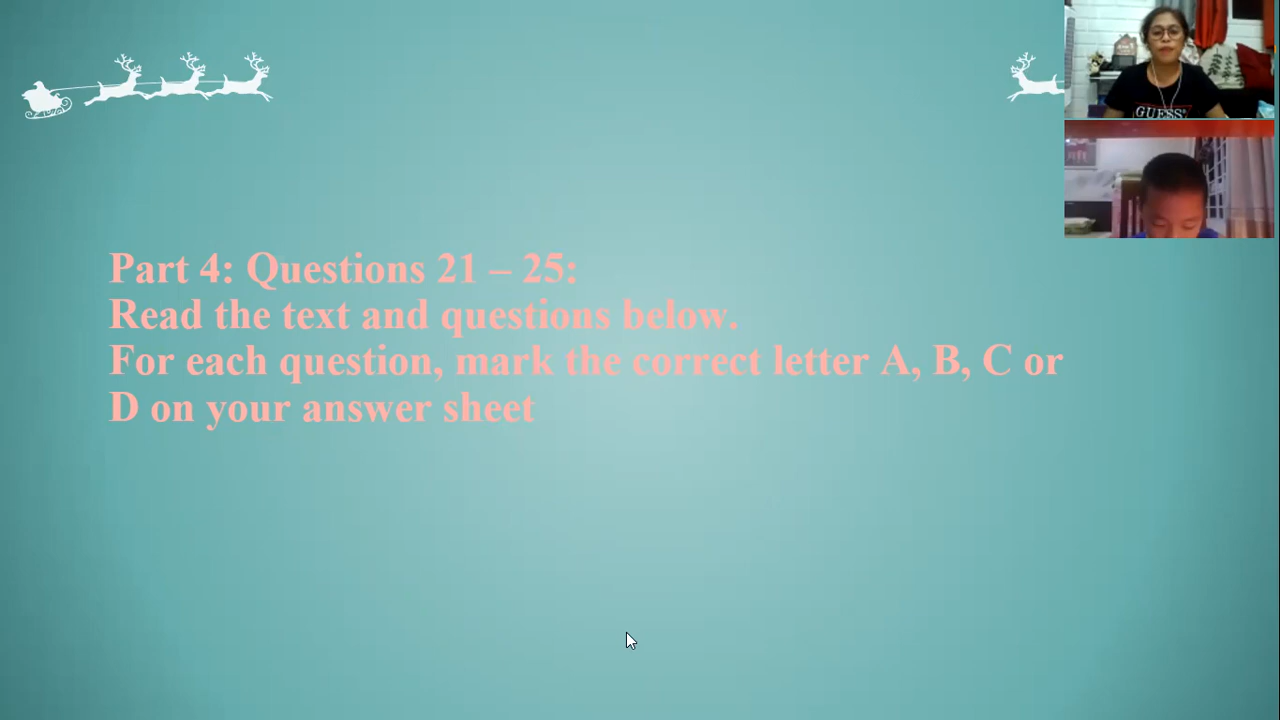 GUESS
Part 4: Questions 21 – 25:
Read the text and questions below.
For each question, mark the correct letter A, B, C or
D on your answer sheet